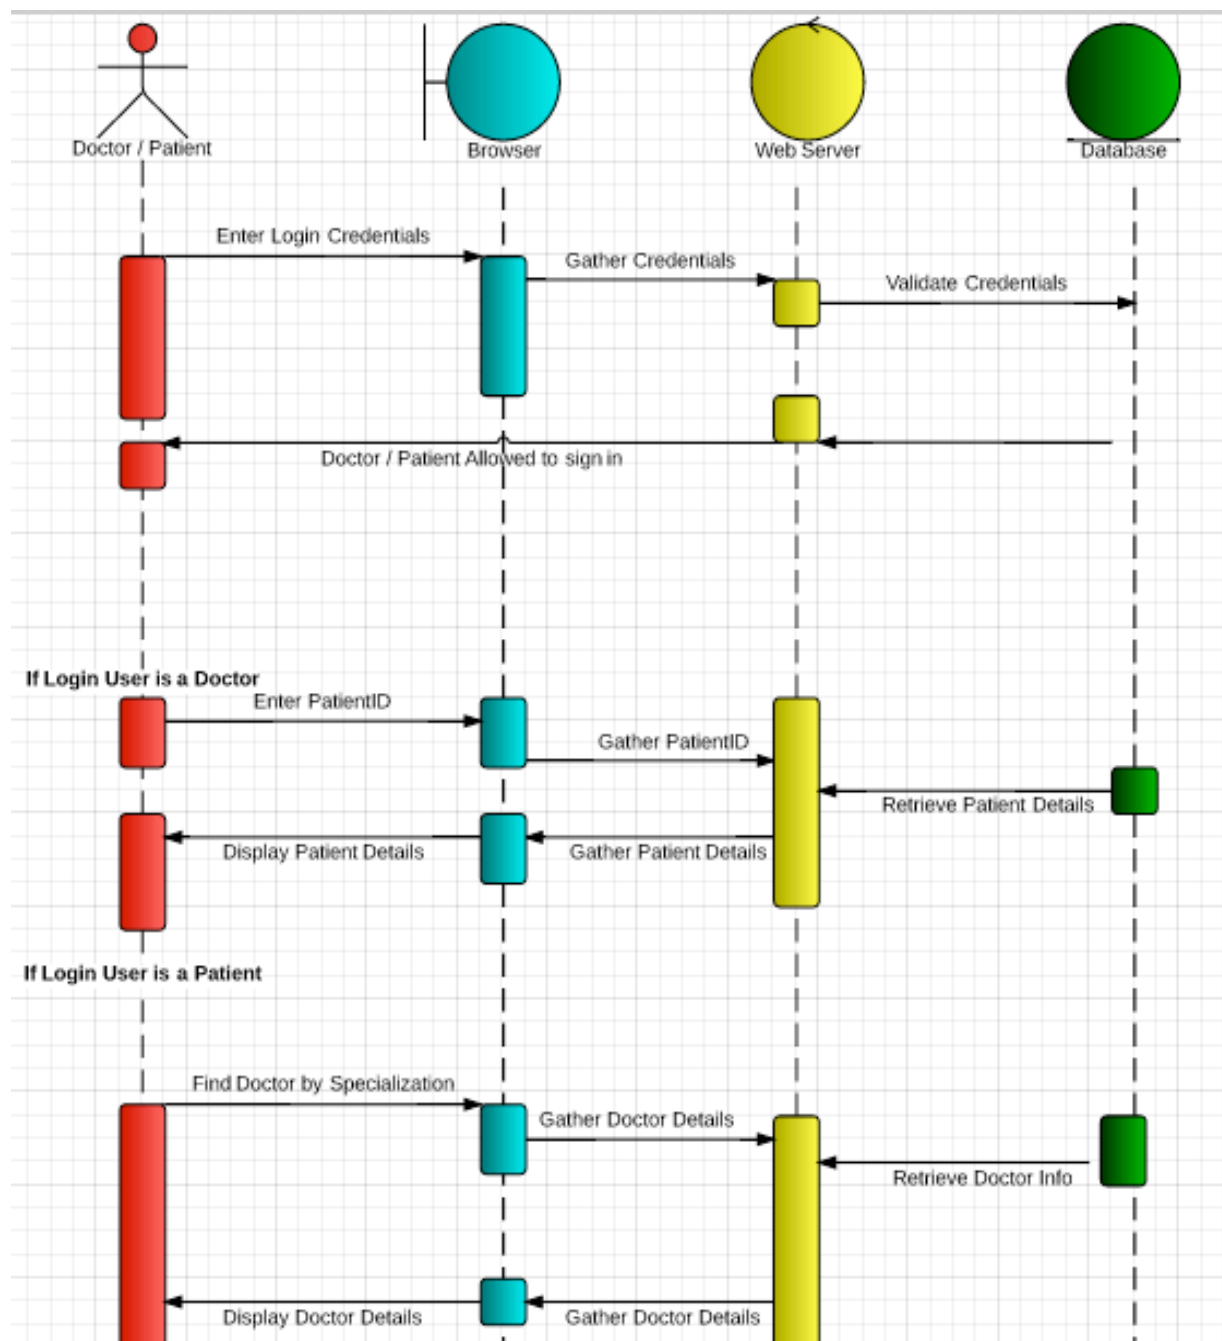 Doctor / Patient
Browser
Web Server
Database
Enter Login Credentials
Gather Credentials
Validate Credentials
Doctor / Patient Allowed to sign in
If Login User is a Doctor
Enter PatientID
Gather PatientID
Retrieve Patient Details
Display Patient Details
Gather Patient Details
If Login User is a Patient
Find Doctor by Specialization
Gather Doctor Details
Retrieve Doctor Info
Display Doctor Details
Gather Doctor Details